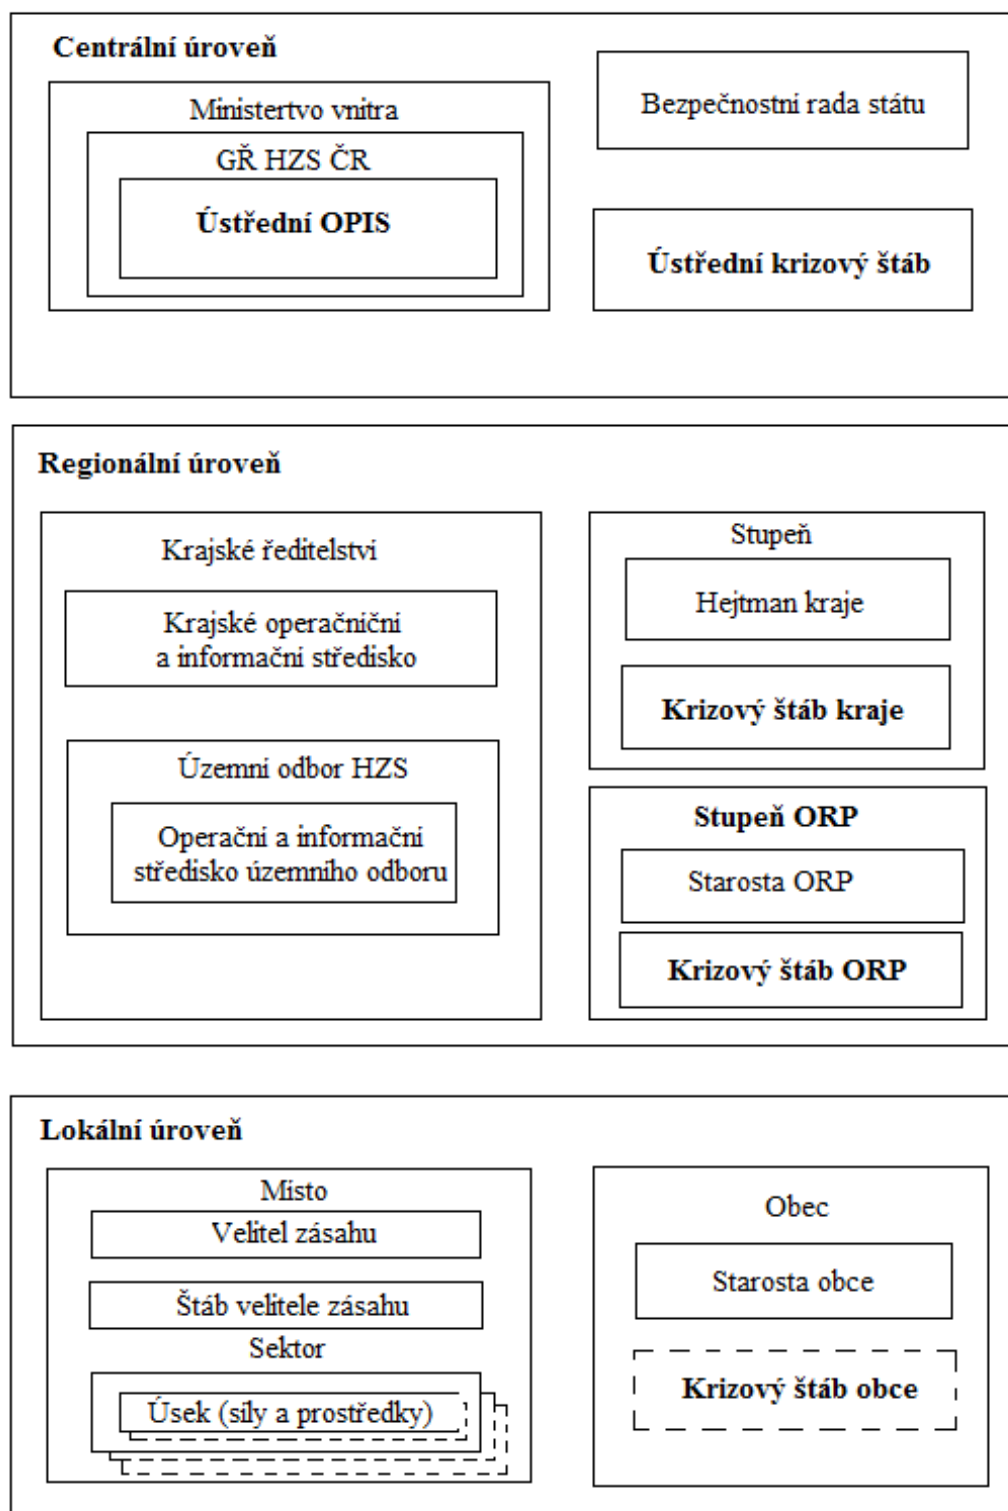 Centrální úroveň
Ministertvo vnitra
GŘ HZS ČR
Ústřední OPIS
Bezpečnostní rada státu
Ústřední krizový štáb
Regionální úroveň
Krajské ředitelství
Krajské operačniční
a informační středisko
Územní odbor HZS
Operační a informační
středisko územního odboru
Stupeň
Hejtman kraje
Krizový štáb kraje
Stupeň ORP
Starosta ORP
Krizový štáb ORP
Lokální úroveň
Místo
Velitel zásahu
Štáb velitele zásahu
Sektor
Úsek (síly a prostředky)
Obec
Starosta obce
Krizový štáb obce